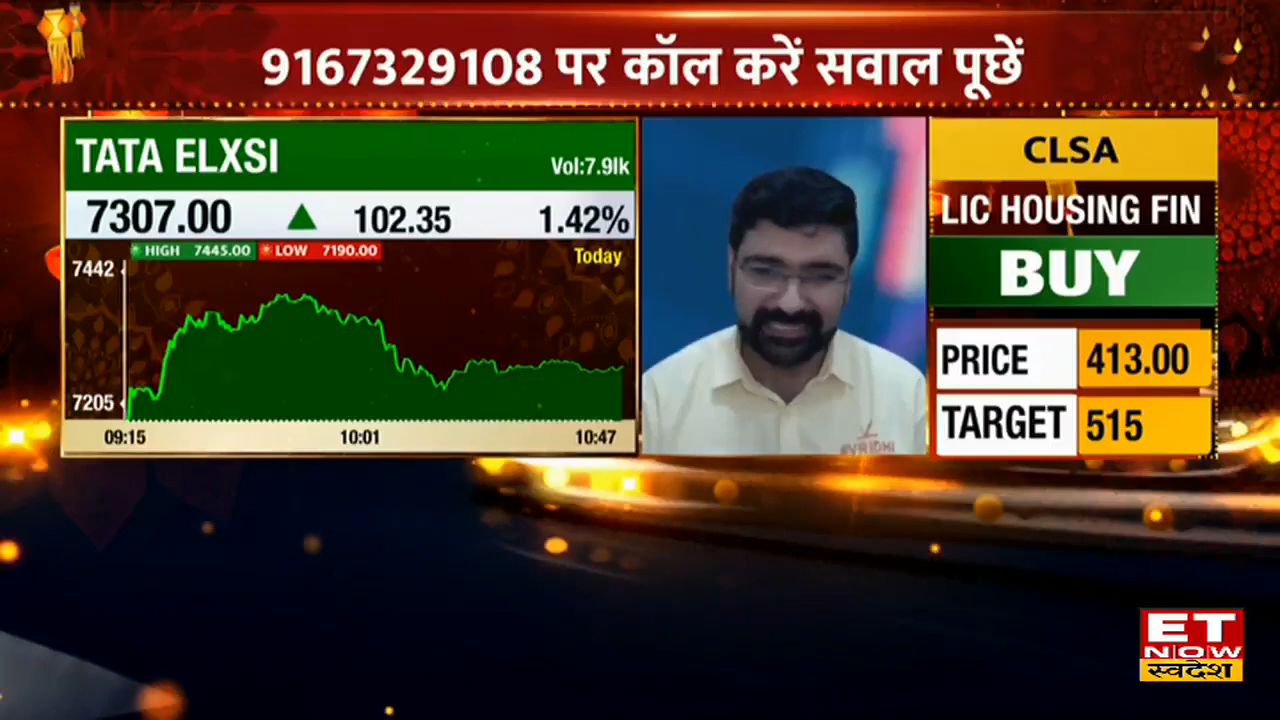 9167329108 पर कॉल करें सवाल पूछें
TATA ELXSI
Vol:7.9lk
7307.00 ▲ 102.35 1.42%
HIGH 7445.00 LOW 7190.00
Today
7442
7205
09:15 10:01 10:47
CLSA
LIC HOUSING FIN
BUY
PRICE 413.00
TARGET 515
ET
NOW
स्वदेश